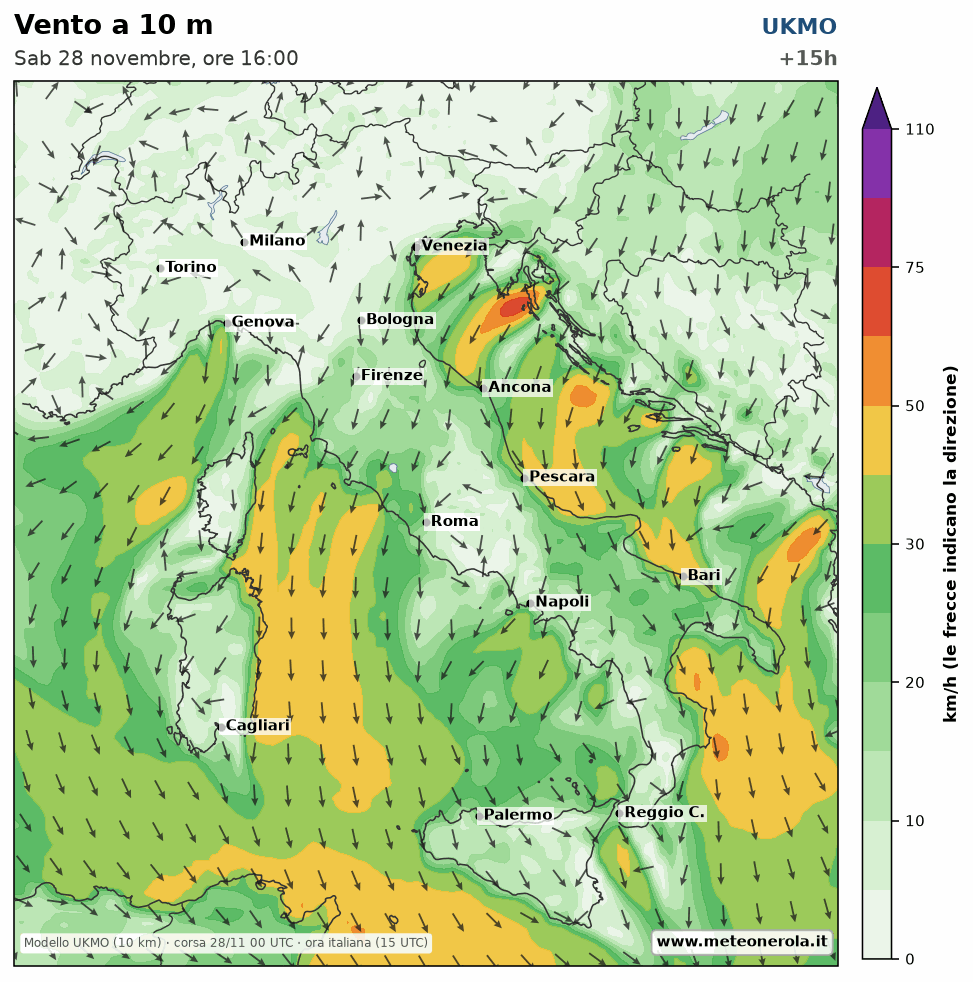 Vento a 10 m
UKMO
Sab 28 novembre, ore 16:00
+15h
110
Venezia
Milano
Torino
75
Bologna
Genova
Firenze
Ancona
50
Pescara
Roma
30
Bari
Napoli
20
Cagliari
Palermo
Reggio C.
10
Modello UKMO (10 km) · corsa 28/11 00 UTC · ora italiana (15 UTC)
www.meteonerola.it
0
km/h (le frecce indicano la direzione)